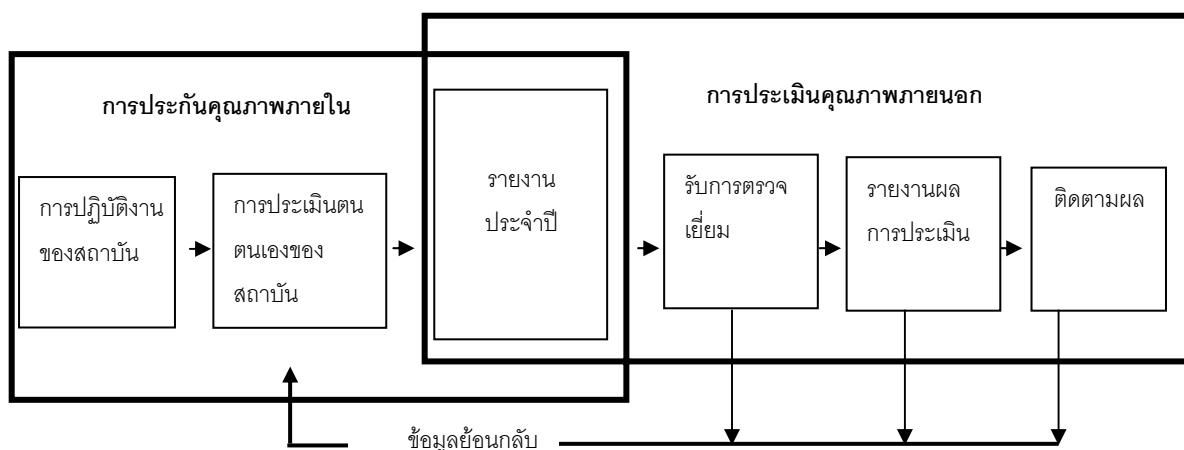 การประกันคุณภาพภายใน
การประเมินคุณภาพภายนอก
การปฏิบัติงาน
ของสถาบัน
การประเมินตน
ตนเองของ
สถาบัน
รายงาน
ประจำปี
รับการตรวจ
เยี่ยม
รายงานผล
การประเมิน
ติดตามผล
ข้อมูลย้อนกลับ